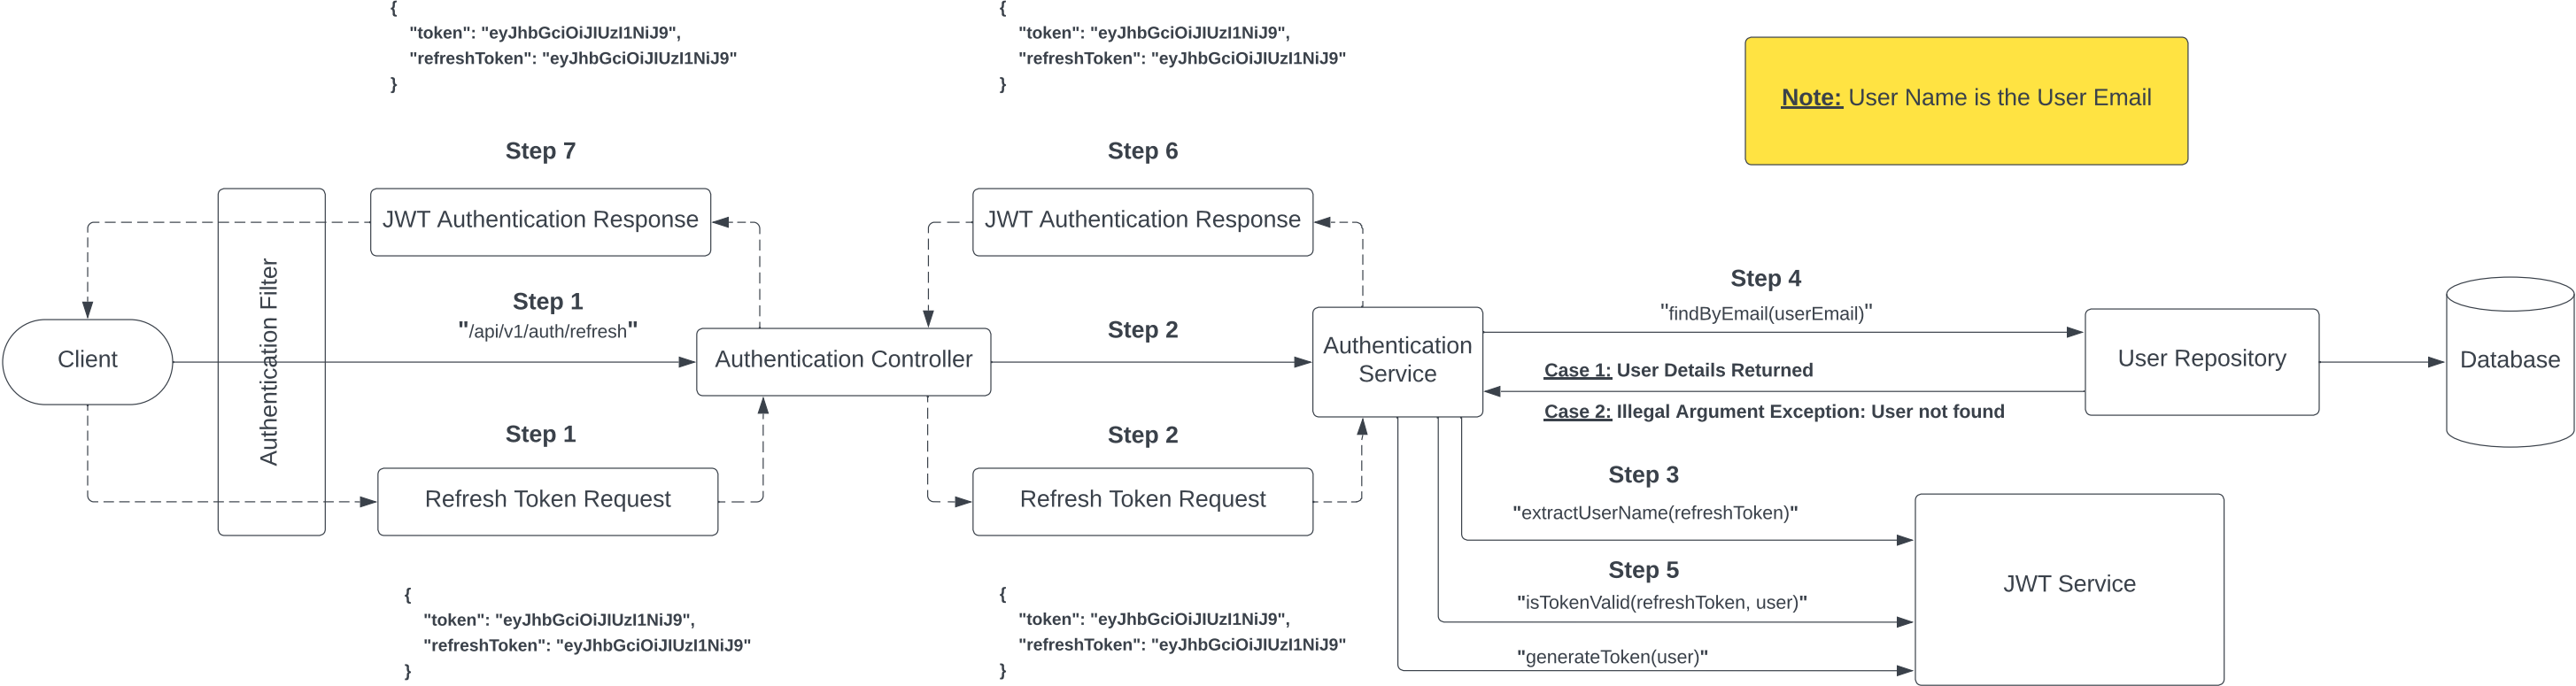 {
"token": "eyJhbGciOiJIUzI1NiJ9",
"refreshToken": "eyJhbGciOiJIUzI1NiJ9"
}
{
"token": "eyJhbGciOiJIUzI1NiJ9",
"refreshToken": "eyJhbGciOiJIUzI1NiJ9"
}
Note: User Name is the User Email
Step 7
Step 6
JWT Authentication Response
JWT Authentication Response
Authentication Filter
Step 1
"/api/v1/auth/refresh"
Client
Authentication Controller
Step 2
Authentication
Service
Step 4
"findByEmail(userEmail)"
Case 1: User Details Returned
Case 2: Illegal Argument Exception: User not found
User Repository
Database
Step 1
Refresh Token Request
Step 2
Refresh Token Request
Step 3
"extractUserName(refreshToken)"
Step 5
"isTokenValid(refreshToken, user)"
"generateToken(user)"
JWT Service
{
"token": "eyJhbGciOiJIUzI1NiJ9",
"refreshToken": "eyJhbGciOiJIUzI1NiJ9"
}
{
"token": "eyJhbGciOiJIUzI1NiJ9",
"refreshToken": "eyJhbGciOiJIUzI1NiJ9"
}